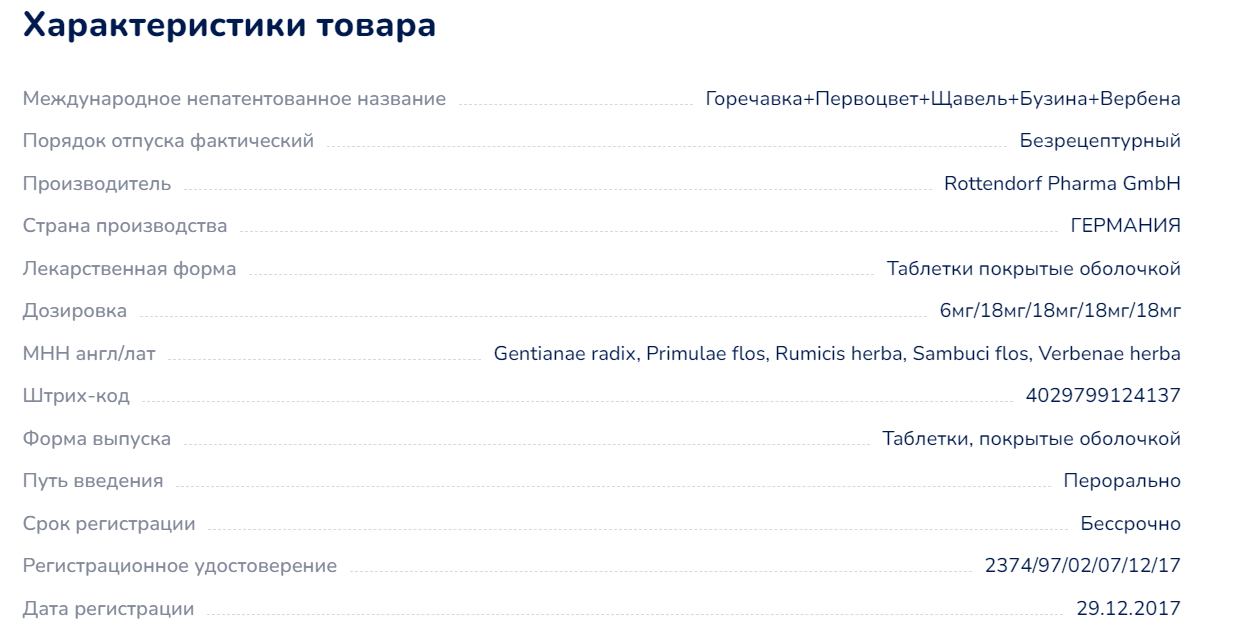 Характеристики товара
Международное непатентованное название Горечавка+Первоцвет+Щавель+Бузина+Вербена
Порядок отпуска фактический Безрецептурный
Производитель Rottendorf Pharma GmbH
Страна производства ГЕРМАНИЯ
Лекарственная форма Таблетки покрытые оболочкой
Дозировка 6мг/18мг/18мг/18мг/18мг
МНН англ/лат Gentianae radix, Primulae flos, Rumicis herba, Sambuci flos, Verbenae herba
Штрих-код 4029799124137
Форма выпуска Таблетки, покрытые оболочкой
Путь введения Перорально
Срок регистрации Бессрочно
Регистрационное удостоверение 2374/97/02/07/12/17
Дата регистрации 29.12.2017